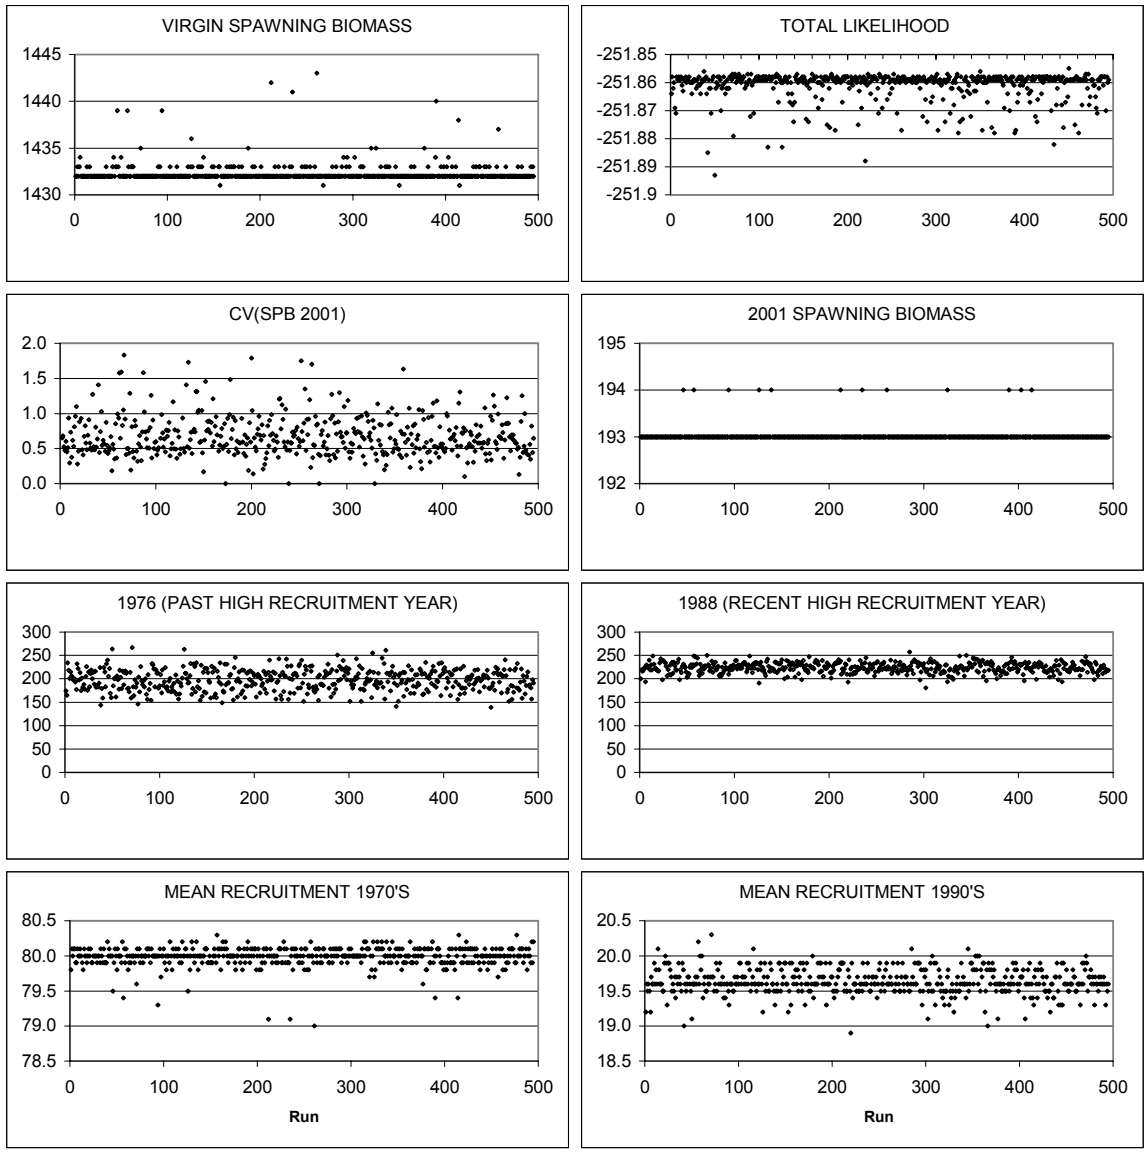 VIRGIN SPAWNING BIOMASS
1445
1440
1435
1430
0 100 200 300 400 500
TOTAL LIKELIHOOD
-251.85
-251.86
-251.87
-251.88
-251.89
-251.9
0 100 200 300 400 500
CV(SPB 2001)
2.0
1.5
1.0
0.5
0.0
0 100 200 300 400 500
2001 SPAWNING BIOMASS
195
194
193
192
0 100 200 300 400 500
1976 (PAST HIGH RECRUITMENT YEAR)
300
250
200
150
100
50
0
0 100 200 300 400 500
1988 (RECENT HIGH RECRUITMENT YEAR)
300
250
200
150
100
50
0
0 100 200 300 400 500
MEAN RECRUITMENT 1970'S
80.5
80.0
79.5
79.0
78.5
0 100 200 300 400 500
Run
MEAN RECRUITMENT 1990'S
20.5
20.0
19.5
19.0
18.5
0 100 200 300 400 500
Run